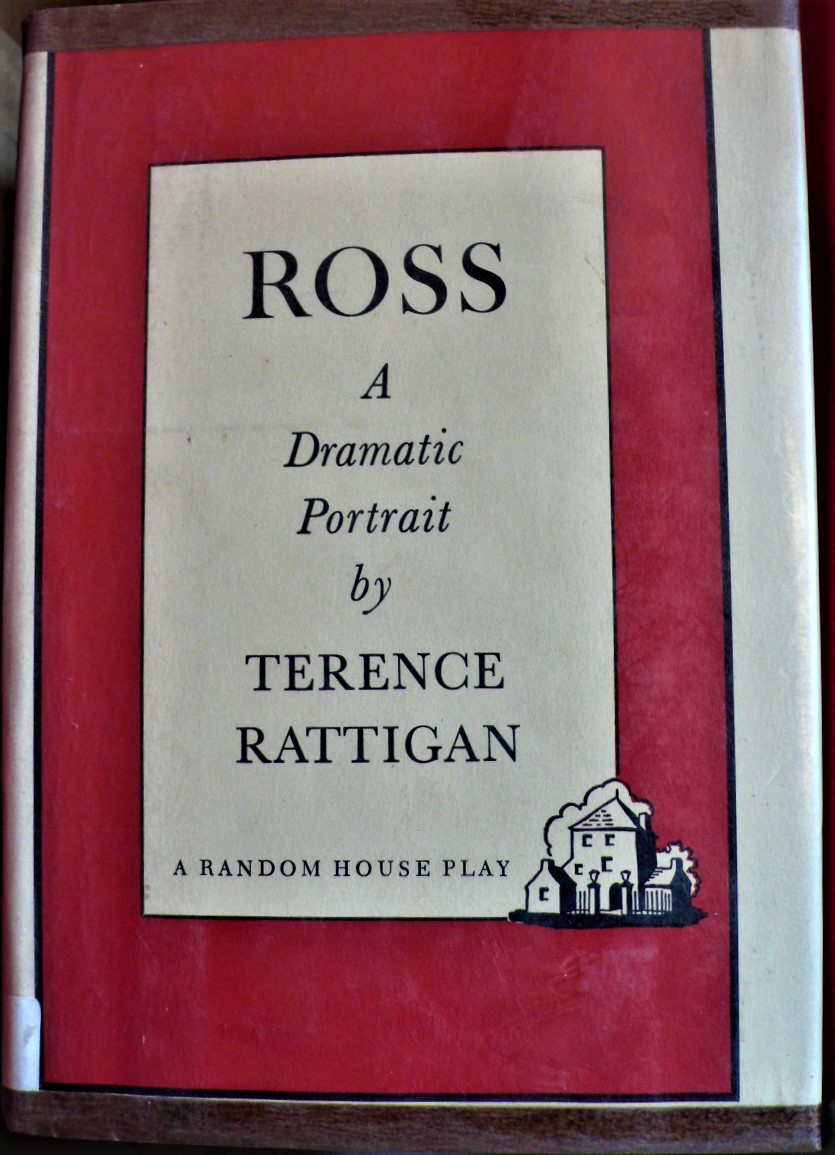 ROSS
A
Dramatic
Portrait
by
TERENCE
RATTIGAN
A RANDOM HOUSE PLAY